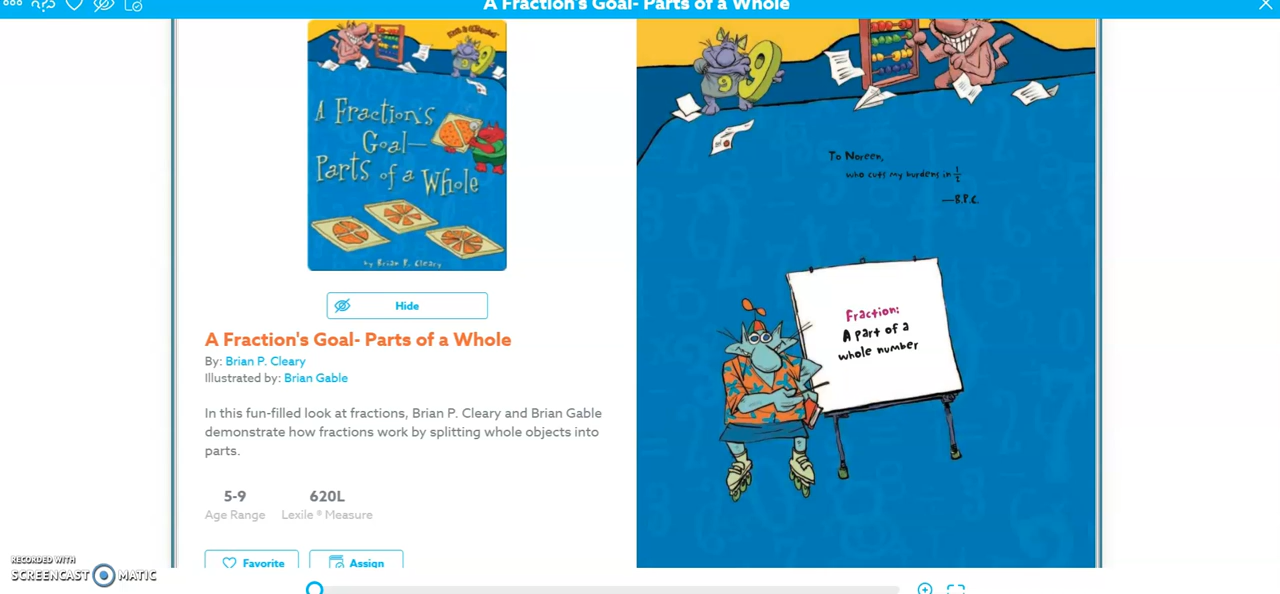 A Fraction's Goal- Parts of a Whole
A Fraction's
Goal—
Parts of a Whole
by Brian P. Cleary
Hide
A Fraction's Goal- Parts of a Whole
By: Brian P. Cleary
Illustrated by: Brian Gable
In this fun-filled look at fractions, Brian P. Cleary and Brian Gable
demonstrate how fractions work by splitting whole objects into
parts.
5-9
620L
Age Range
Lexile ® Measure
Favorite
Assign
To Noreen,
who cuts my burdens in 1/2
—B.P.C.
Fraction:
A part of a
whole number
9
9
RECORDED WITH
SCREENCAST MATIC